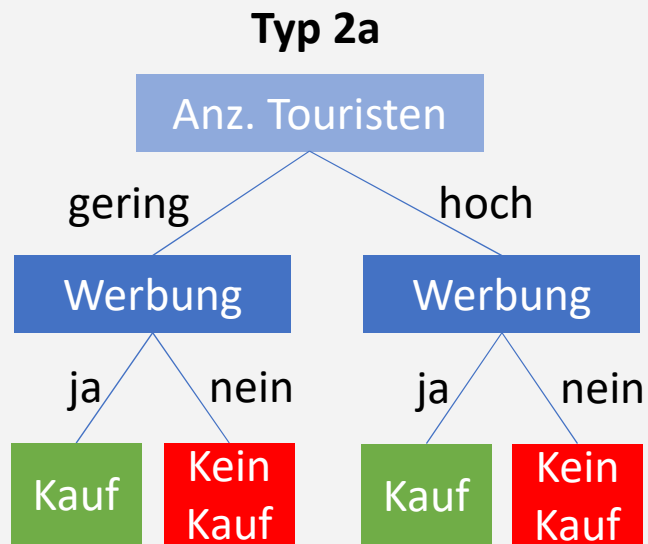 Typ 2a
Anz. Touristen
gering
hoch
Werbung
Werbung
ja
nein
ja
nein
Kauf
Kein
Kauf
Kauf
Kein
Kauf